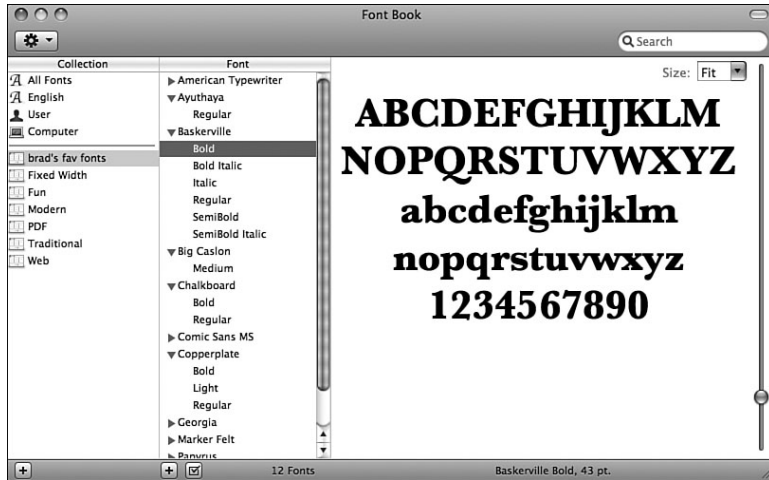 Font Book
Search
Collection
All Fonts
English
User
Computer
brad's fav fonts
Fixed Width
Fun
Modern
PDF
Traditional
Web
Font
American Typewriter
Ayuthaya
Regular
Baskerville
Bold
Bold Italic
Italic
Regular
SemiBold
SemiBold Italic
Big Caslon
Medium
Chalkboard
Bold
Regular
Comic Sans MS
Copperplate
Bold
Light
Regular
Georgia
Marker Felt
Papyrus
Size: Fit
ABCDEFGHIJKLM
NOPQRSTUVWXYZ
abcdefghijklm
nopqrstuvwxyz
1234567890
12 Fonts
Baskerville Bold, 43 pt.